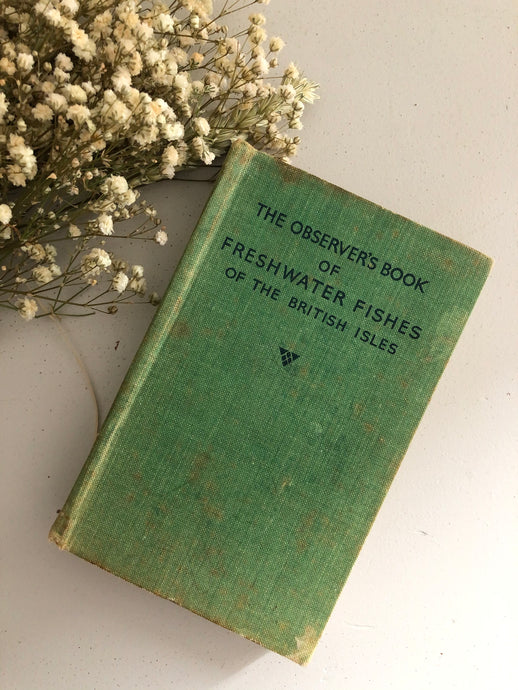 THE OBSERVER'S BOOK
OF
FRESHWATER FISHES
OF THE BRITISH ISLES